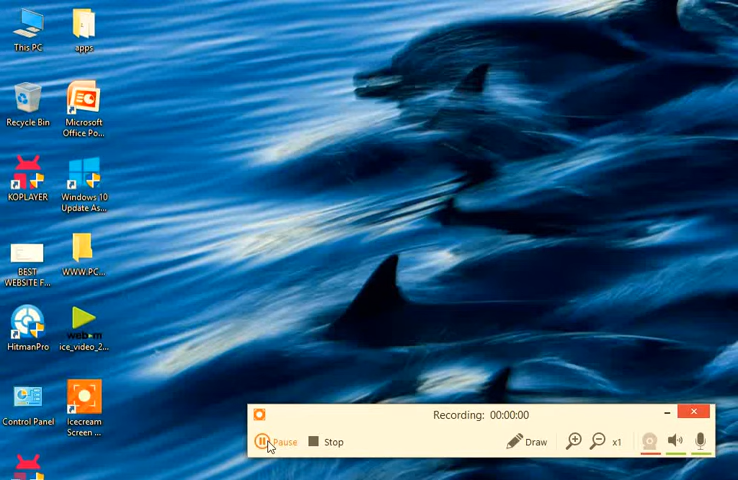 This PC
apps
Recycle Bin
Microsoft
Office Po...
KOPLAYER
Windows 10
Update As...
BEST
WEBSITE F...
WWW.PC...
HitmanPro
ice_video_2...
Control Panel
Icecream
Screen ...
Recording: 00:00:00
Pause
Stop
Draw
x1